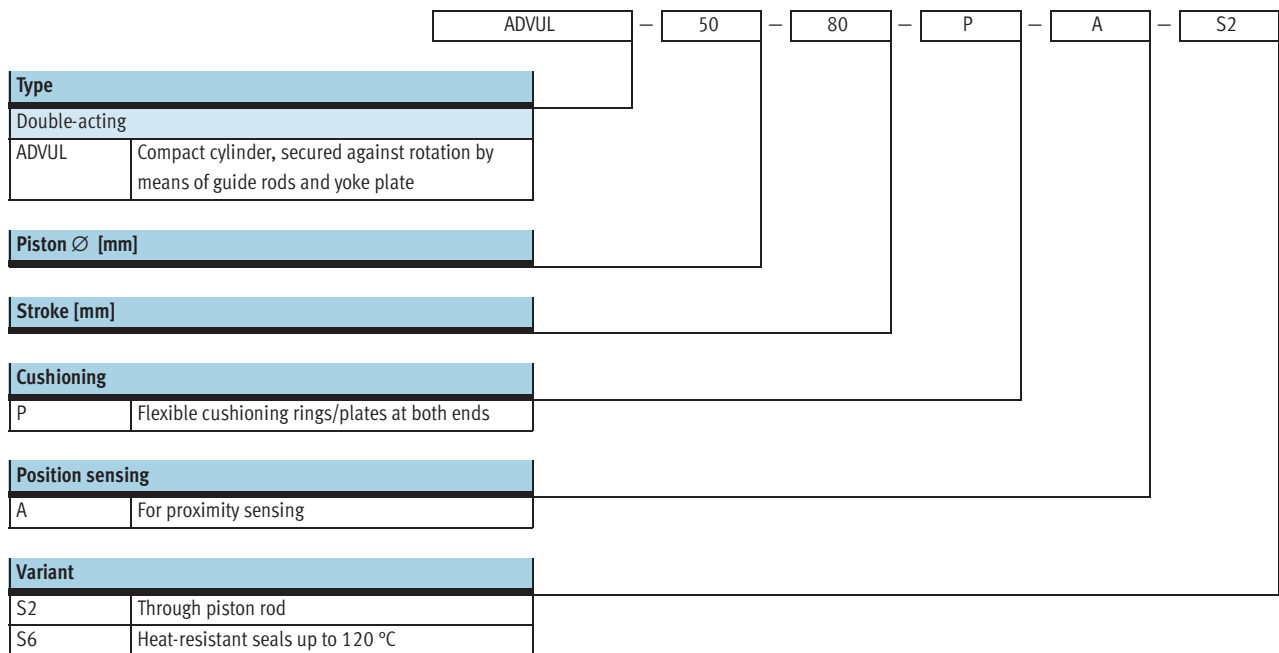 ADVUL — 50 — 80 — P — A — S2
Type
Double-acting
ADVUL Compact cylinder, secured against rotation by
means of guide rods and yoke plate
Piston ∅ [mm]
Stroke [mm]
Cushioning
P Flexible cushioning rings/plates at both ends
Position sensing
A For proximity sensing
Variant
S2 Through piston rod
S6 Heat-resistant seals up to 120 °C